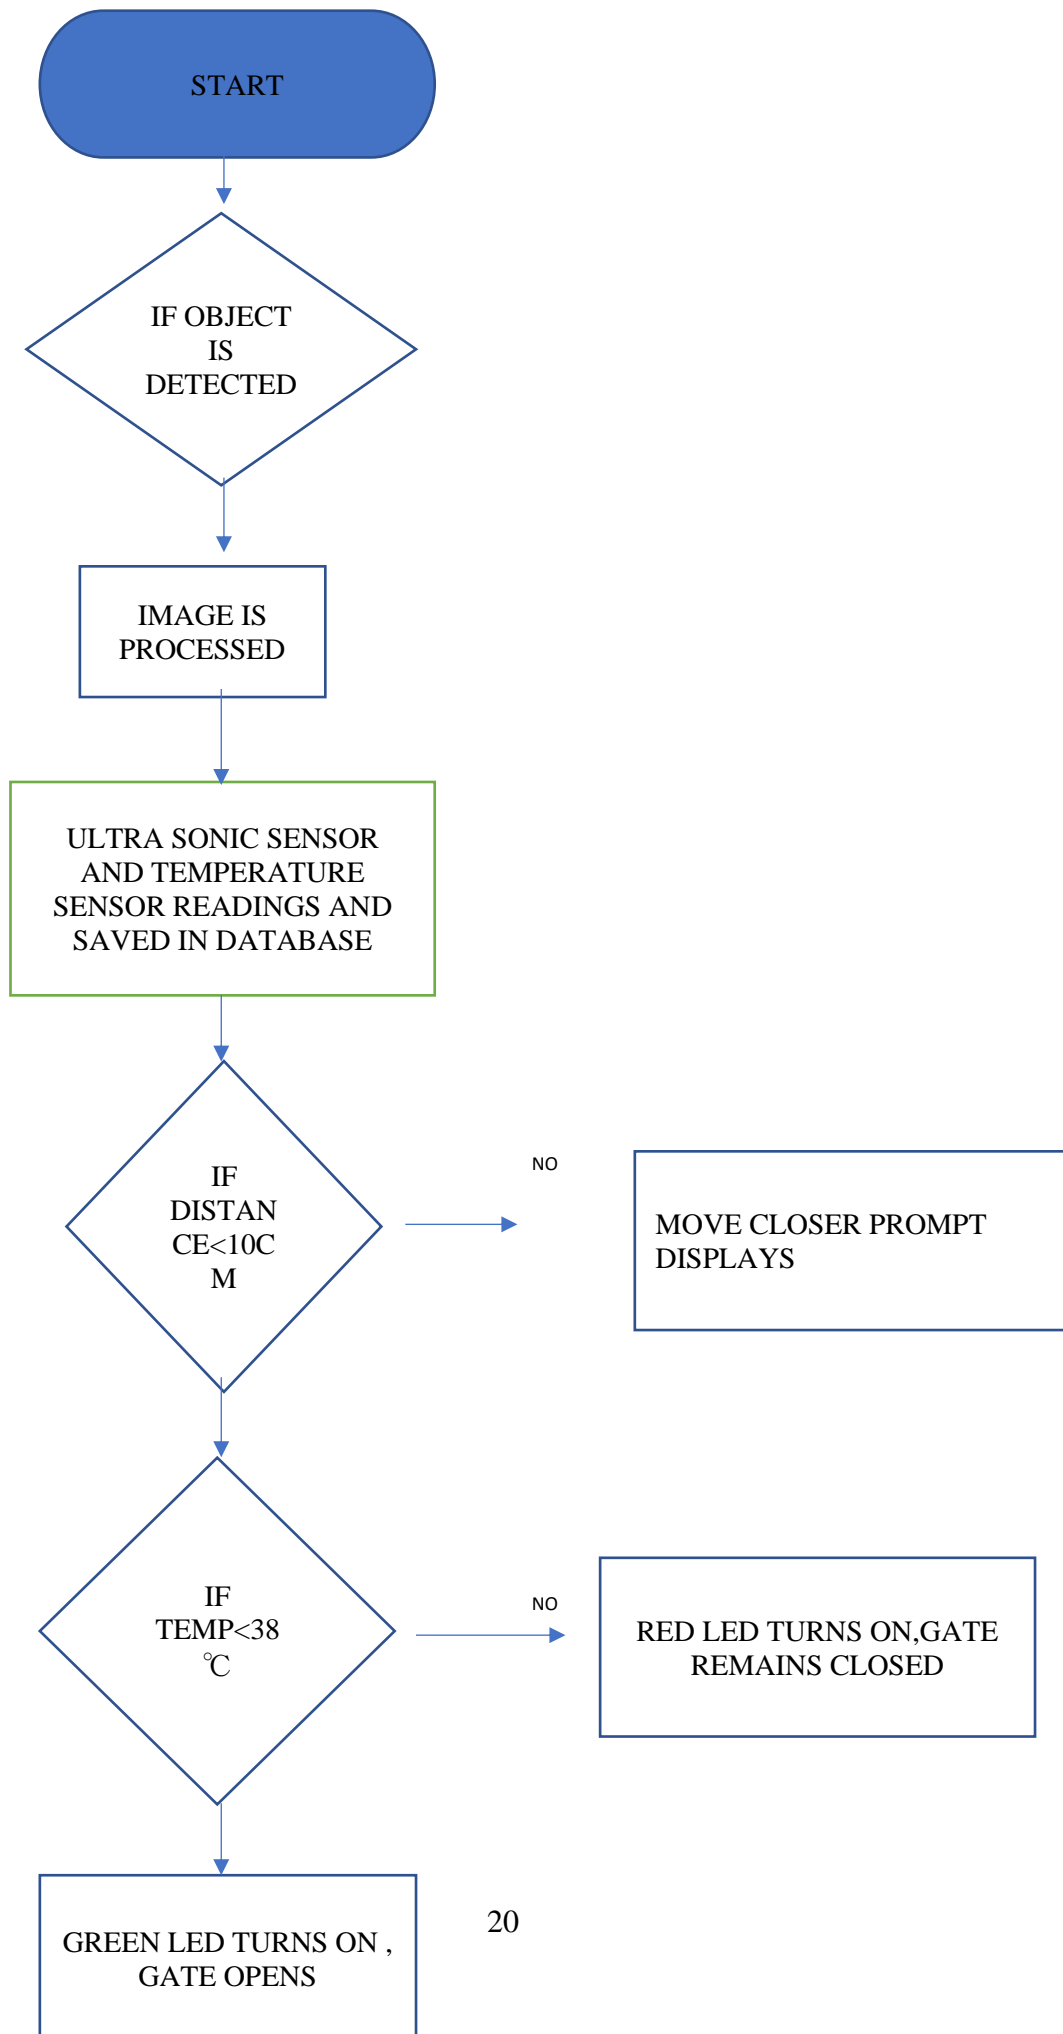 START
IF OBJECT
IS
DETECTED
IMAGE IS
PROCESSED
ULTRA SONIC SENSOR
AND TEMPERATURE
SENSOR READINGS AND
SAVED IN DATABASE
IF
DISTAN
CE<10C
M
NO
MOVE CLOSER PROMPT
DISPLAYS
IF
TEMP<38
℃
NO
RED LED TURNS ON,GATE
REMAINS CLOSED
GREEN LED TURNS ON ,
GATE OPENS
20